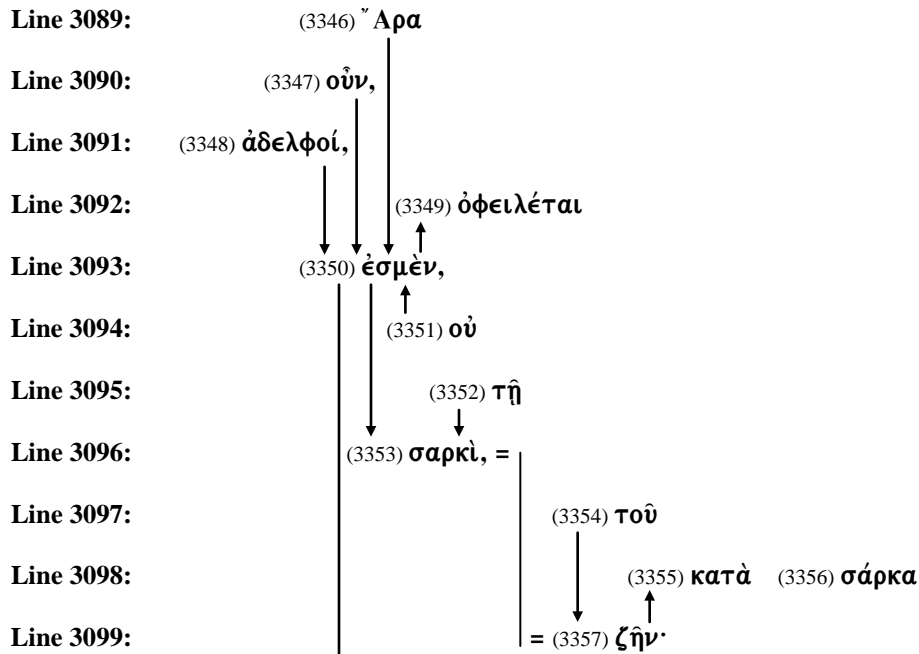 Line 3089: (3346) Ἄρα
Line 3090: (3347) οὖν,
Line 3091: (3348) ἀδελφοί,
Line 3092: (3349) ὀφειλέται
Line 3093: (3350) ἐσμὲν,
Line 3094: (3351) οὐ
Line 3095: (3352) τῇ
Line 3096: (3353) σαρκὶ, =
Line 3097: (3354) τοῦ
Line 3098: (3355) κατὰ (3356) σάρκα
Line 3099: = (3357) ζῆν·